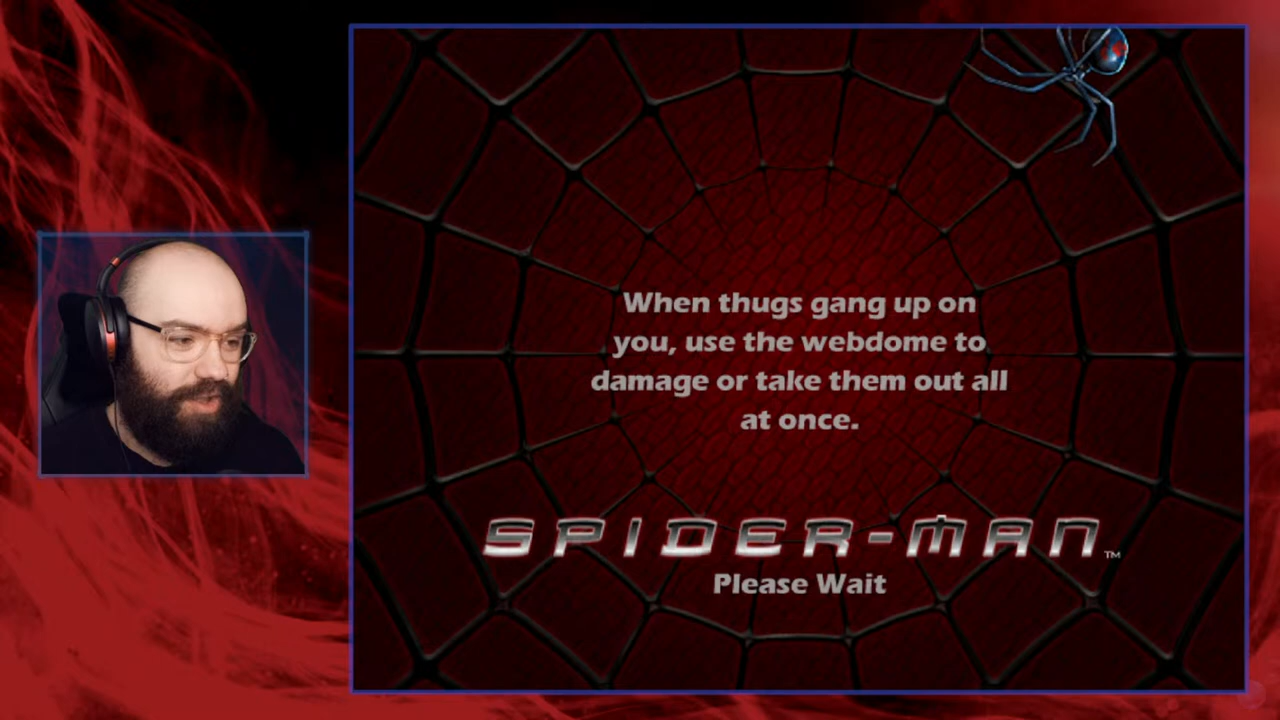 When thugs gang up on
you, use the webdome to
damage or take them out all
at once.
SPIDER-MAN™
Please Wait